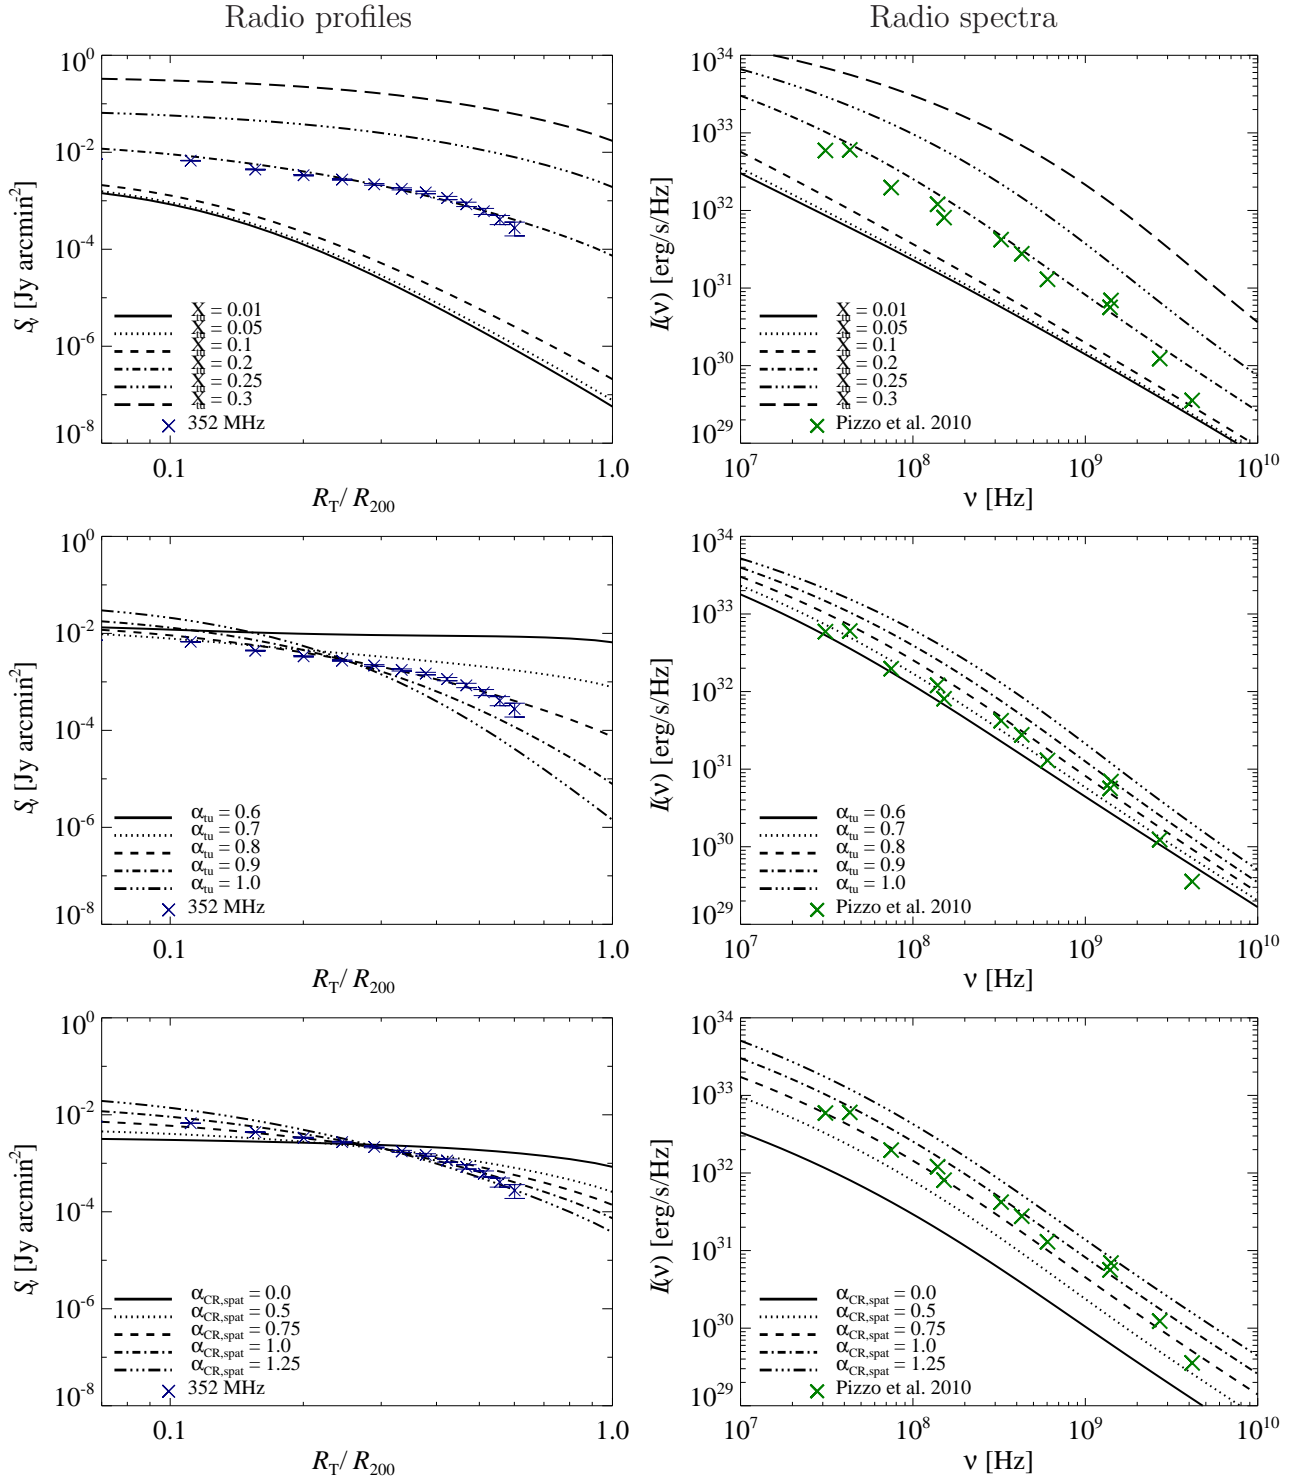 Radio profiles
Radio spectra
10^0
10^-2
10^-4
10^-6
10^-8
S_ν [Jy arcmin^2]
X_tu = 0.01
X_tu = 0.05
X_tu = 0.1
X_tu = 0.2
X_tu = 0.25
X_tu = 0.3
352 MHz
0.1
1.0
R_T / R_200
10^34
10^33
10^32
10^31
10^30
10^29
L(ν) [erg/s/Hz]
X_tu = 0.01
X_tu = 0.05
X_tu = 0.1
X_tu = 0.2
X_tu = 0.25
X_tu = 0.3
Pizzo et al. 2010
10^7
10^8
10^9
10^10
ν [Hz]
10^0
10^-2
10^-4
10^-6
10^-8
S_ν [Jy arcmin^2]
α_tu = 0.6
α_tu = 0.7
α_tu = 0.8
α_tu = 0.9
α_tu = 1.0
352 MHz
0.1
1.0
R_T / R_200
10^34
10^33
10^32
10^31
10^30
10^29
L(ν) [erg/s/Hz]
α_tu = 0.6
α_tu = 0.7
α_tu = 0.8
α_tu = 0.9
α_tu = 1.0
Pizzo et al. 2010
10^7
10^8
10^9
10^10
ν [Hz]
10^0
10^-2
10^-4
10^-6
10^-8
S_ν [Jy arcmin^2]
α_CR,spat = 0.0
α_CR,spat = 0.5
α_CR,spat = 0.75
α_CR,spat = 1.0
α_CR,spat = 1.25
352 MHz
0.1
1.0
R_T / R_200
10^34
10^33
10^32
10^31
10^30
10^29
L(ν) [erg/s/Hz]
α_CR,spat = 0.0
α_CR,spat = 0.5
α_CR,spat = 0.75
α_CR,spat = 1.0
α_CR,spat = 1.25
Pizzo et al. 2010
10^7
10^8
10^9
10^10
ν [Hz]